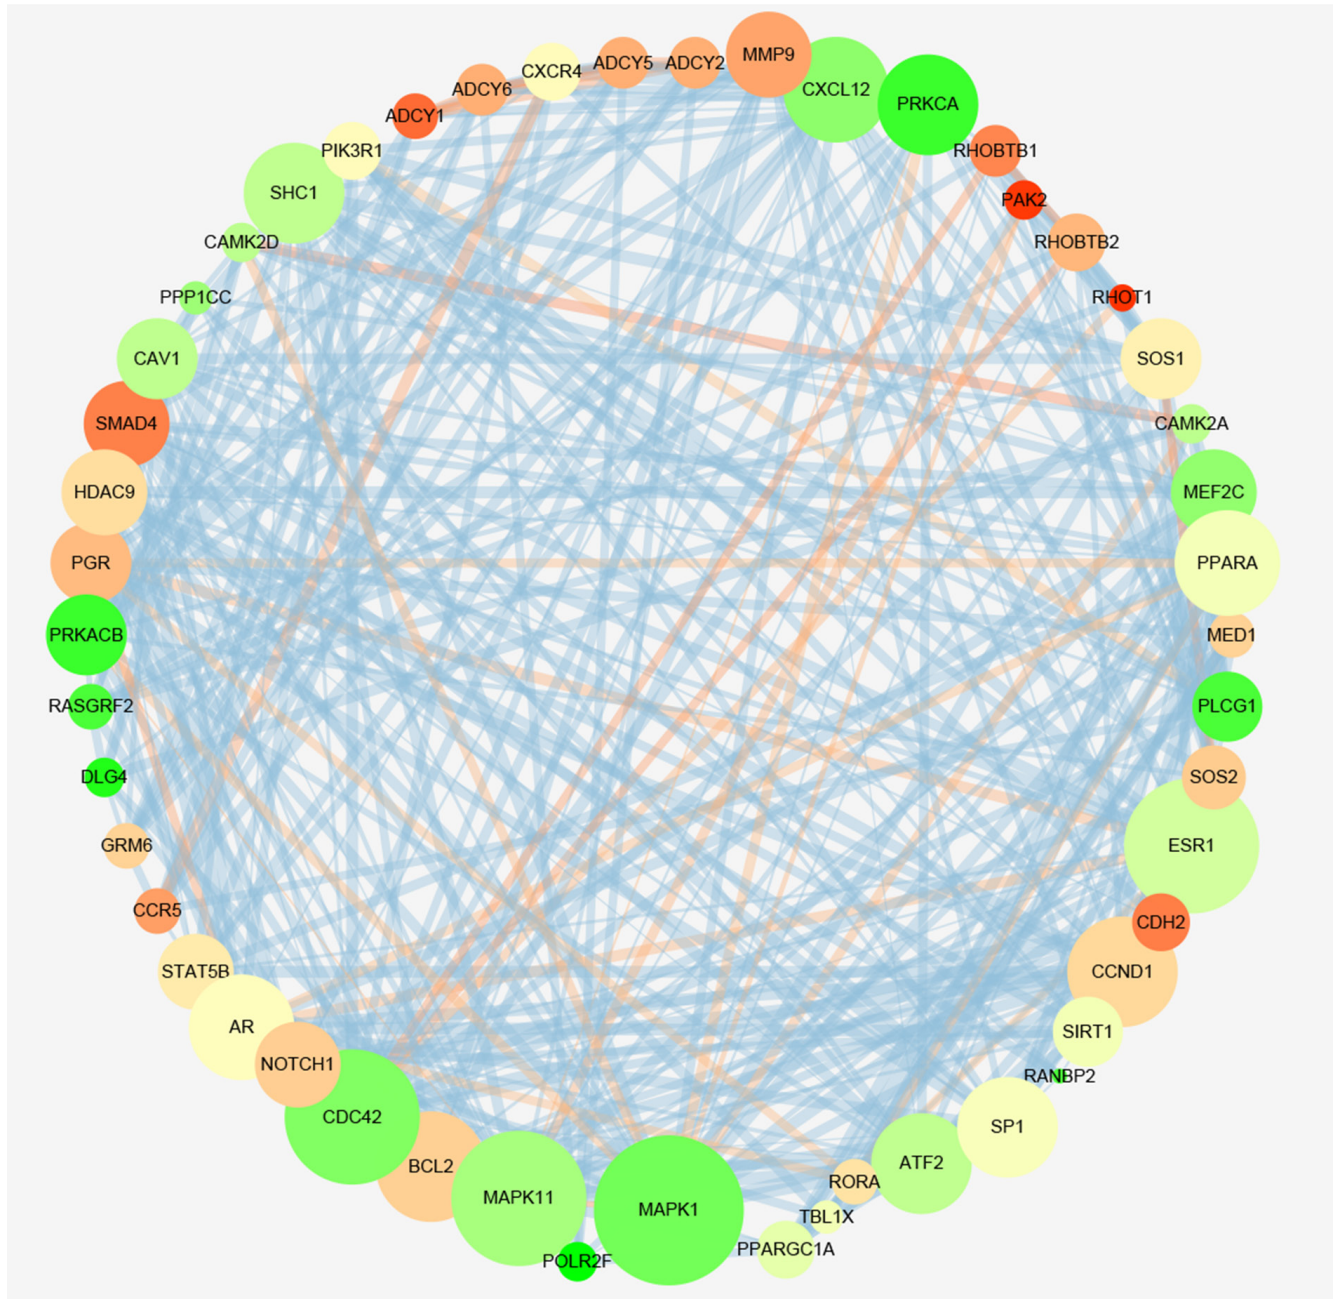 MMP9
CXCL12
PRKCA
RHOBTB1
PAK2
RHOBTB2
RHOT1
SOS1
CAMK2A
MEF2C
PPARA
MED1
PLCG1
SOS2
ESR1
CDH2
CCND1
SIRT1
RANBP2
SP1
ATF2
RORA
TBL1X
PPARGC1A
MAPK1
POLR2F
MAPK11
BCL2
CDC42
NOTCH1
AR
STAT5B
CCR5
GRM6
DLG4
RASGRF2
PRKACB
PGR
HDAC9
SMAD4
CAV1
PPP1CC
CAMK2D
SHC1
PIK3R1
ADCY1
ADCY6
CXCR4
ADCY5
ADCY2